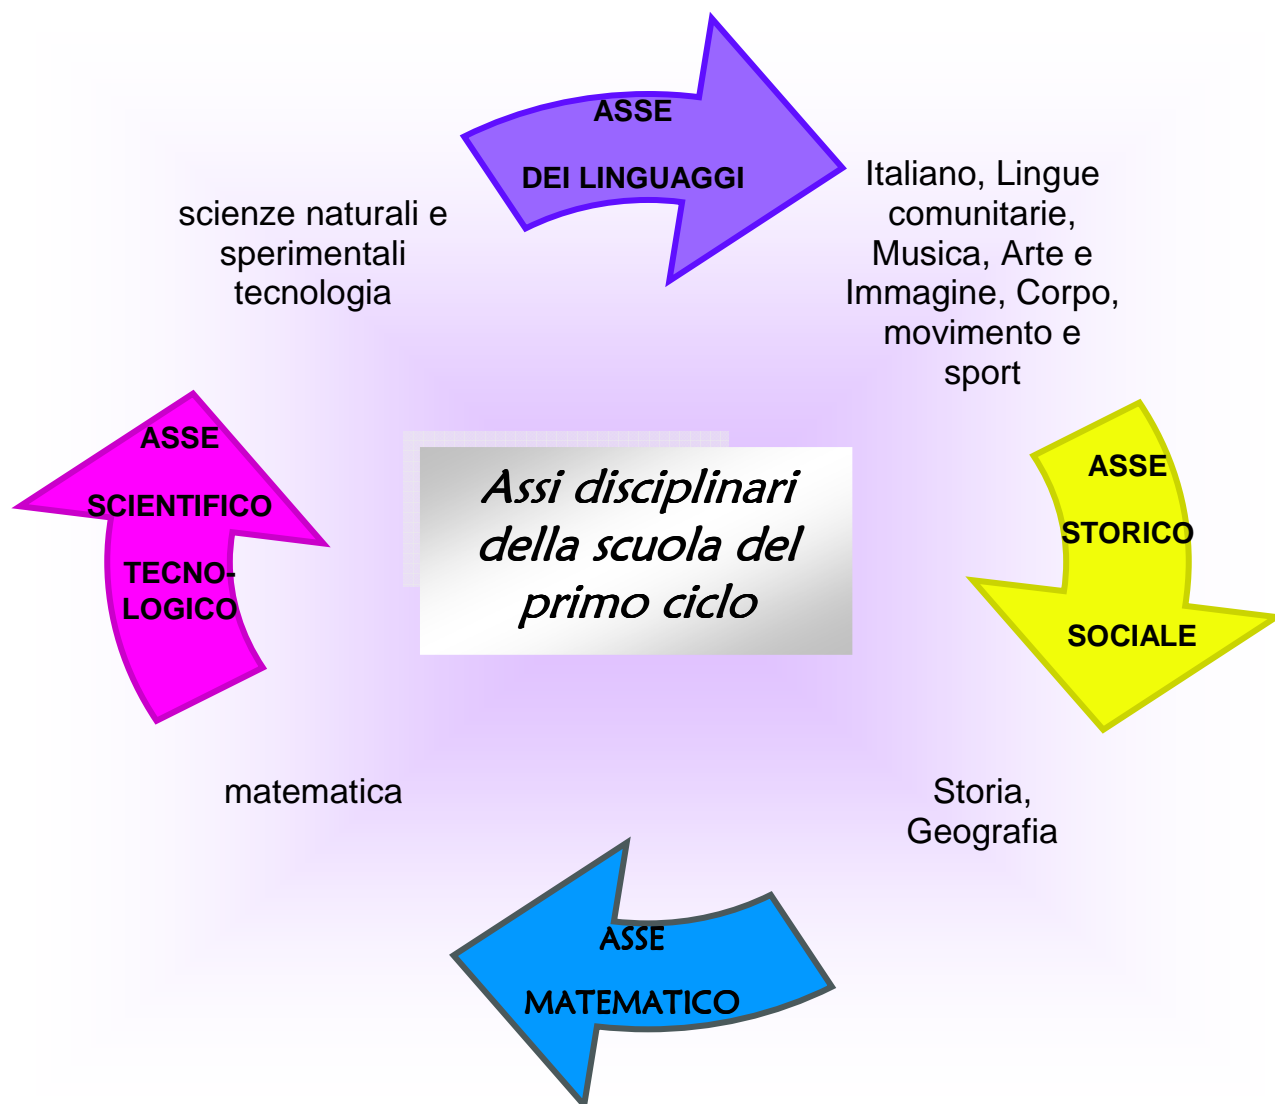 ASSE
DEI LINGUAGGI
Italiano, Lingue
comunitarie,
Musica, Arte e
Immagine, Corpo,
movimento e
sport
scienze naturali e
sperimentali
tecnologia
ASSE
SCIENTIFICO
TECNO-
LOGICO
Assi disciplinari
della scuola del
primo ciclo
ASSE
STORICO
SOCIALE
matematica
Storia,
Geografia
ASSE
MATEMATICO